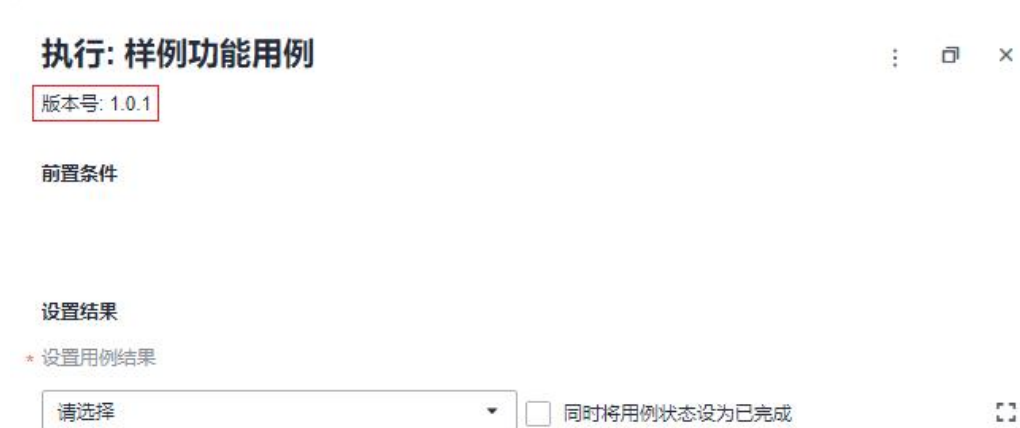 执行: 样例功能用例
版本号: 1.0.1
前置条件
设置结果
* 设置用例结果
请选择 同时将用例状态设为已完成